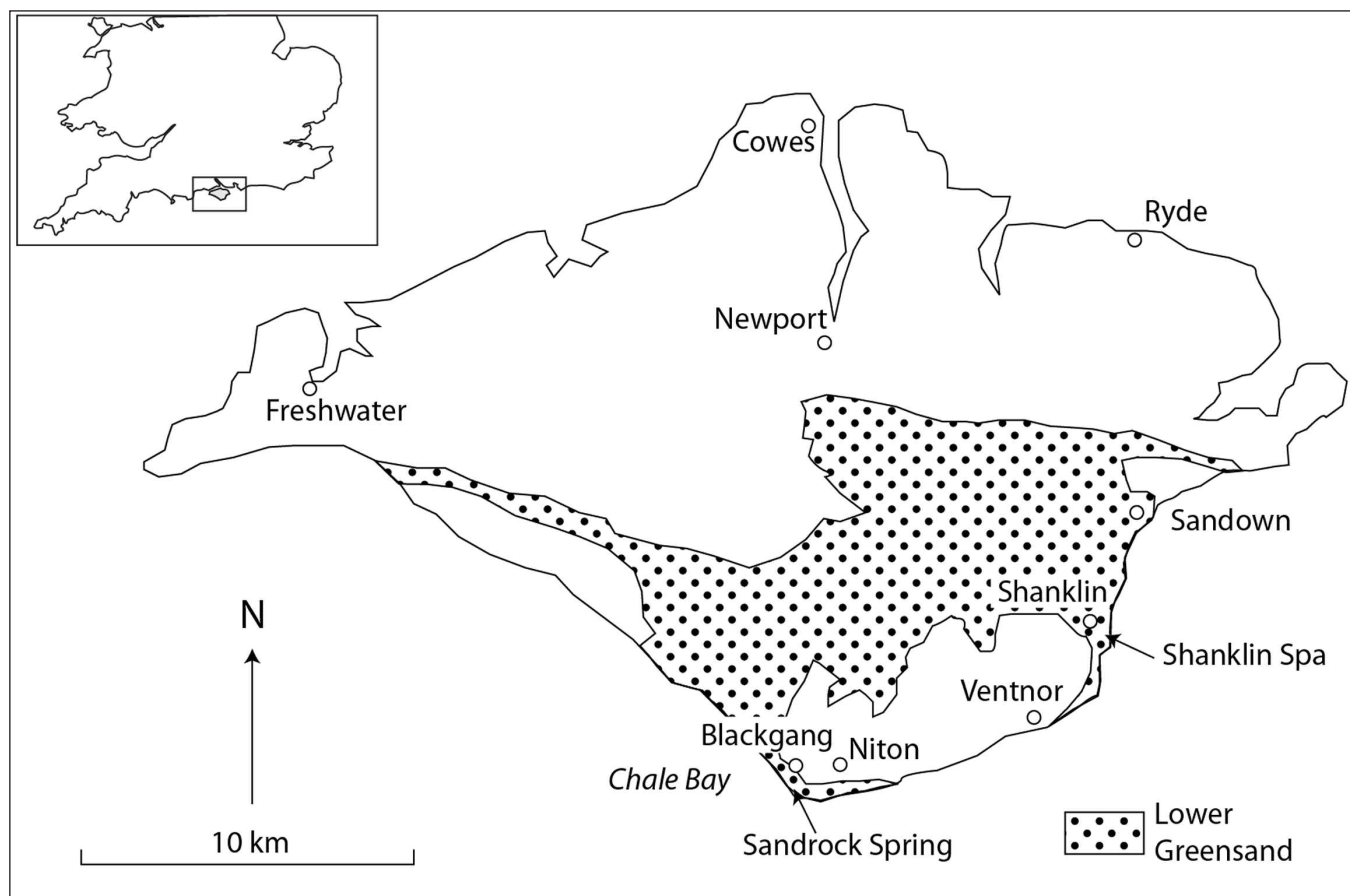 Cowes
Ryde
Newport
Freshwater
Sandown
Shanklin
Shanklin Spa
Ventnor
Blackgang
Niton
Chale Bay
Sandrock Spring
N
10 km
Lower
Greensand